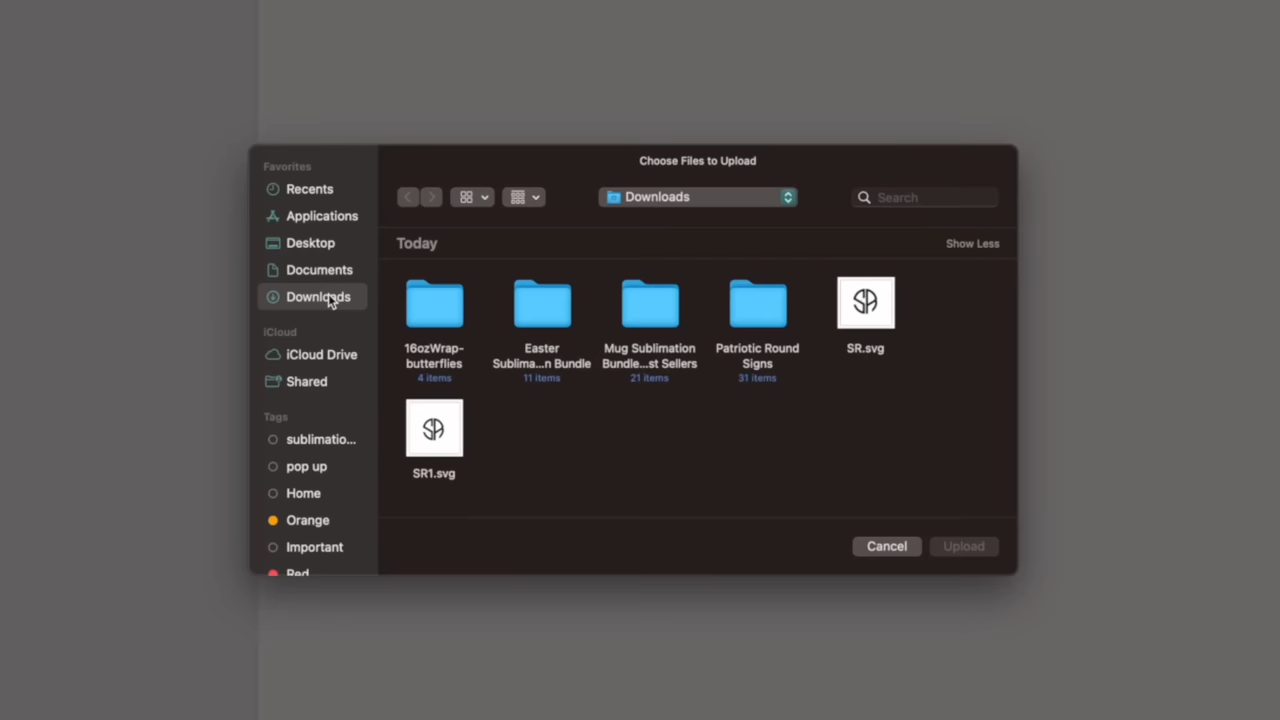 Choose Files to Upload
Favorites
Recents
Applications
Desktop
Documents
Downloads
iCloud
iCloud Drive
Shared
Tags
sublimatio...
pop up
Home
Orange
Important
Red
Downloads
Search
Today
Show Less
16ozWrap-
butterflies
4 items
Easter
Sublima...n Bundle
11 items
Mug Sublimation
Bundle...st Sellers
21 items
Patriotic Round
Signs
31 items
SR.svg
SR1.svg
Cancel
Upload